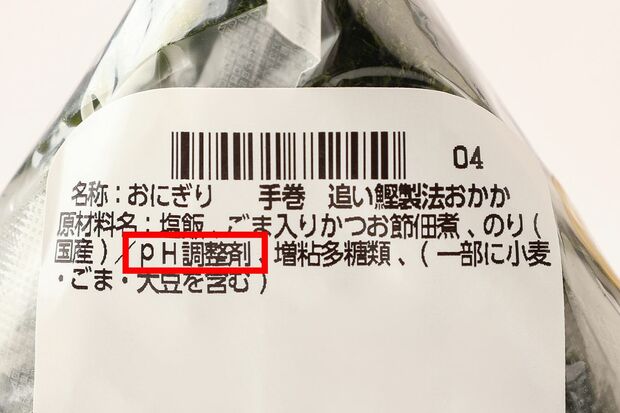 04
名称：おにぎり　手巻　追い鰹製法おかか
原材料名：塩飯、ごま入りかつお節佃煮、のり（
国産）／ｐＨ調整剤、増粘多糖類、（一部に小麦
・ごま・大豆を含む）